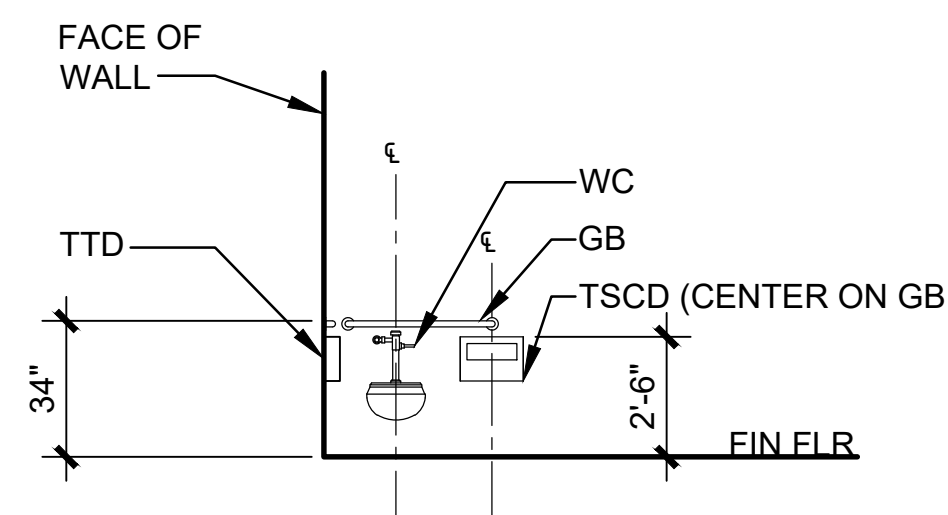 FACE OF
WALL
℄
WC
℄
GB
TTD
TSCD (CENTER ON GB
34"
2'-6"
FIN FLR